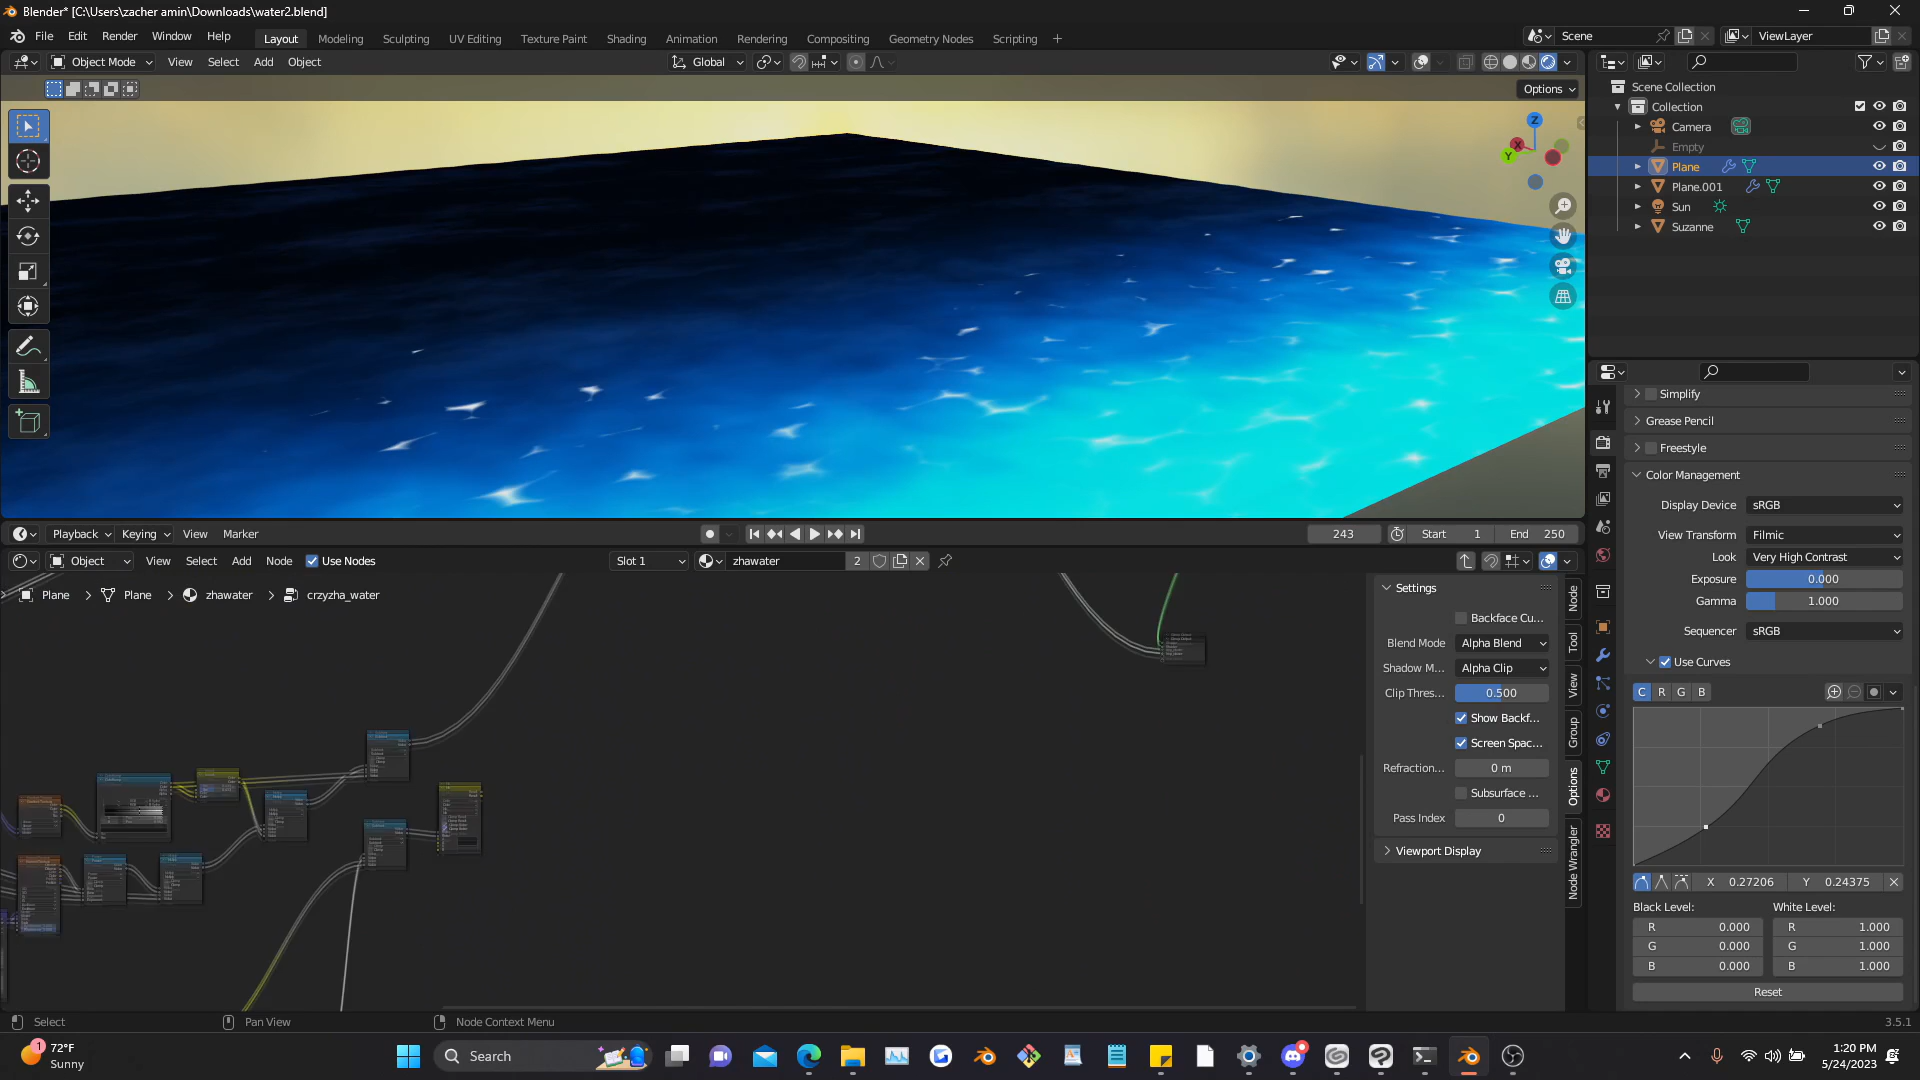 Blender* [C:\Users\zacher amin\Downloads\water2.blend]
File Edit Render Window Help
Layout Modeling Sculpting UV Editing Texture Paint Shading Animation Rendering Compositing Geometry Nodes Scripting +
Scene
ViewLayer
Object Mode
View Select Add Object
Global
Options
Z
X
Y
Scene Collection
Collection
Camera
Empty
Plane
Plane.001
Sun
Suzanne
Simplify
Grease Pencil
Freestyle
Color Management
Display Device sRGB
View Transform Filmic
Look Very High Contrast
Exposure 0.000
Gamma 1.000
Sequencer sRGB
Use Curves
C R G B
X 0.27206 Y 0.24375
Black Level: White Level:
R 0.000 R 1.000
G 0.000 G 1.000
B 0.000 B 1.000
Reset
Playback Keying View Marker
243 Start 1 End 250
Object View Select Add Node Use Nodes
Slot 1
zhawater 2
Plane > Plane > zhawater > crzyzha_water
Settings
Backface Cu...
Blend Mode Alpha Blend
Shadow M... Alpha Clip
Clip Thres... 0.500
Show Backf...
Screen Spac...
Refraction... 0 m
Subsurface ...
Pass Index 0
Viewport Display
Node
Tool
View
Group
Options
Node Wrangler
Select
Pan View
Node Context Menu
3.5.1
1
72°F
Sunny
Search
1:20 PM
5/24/2023